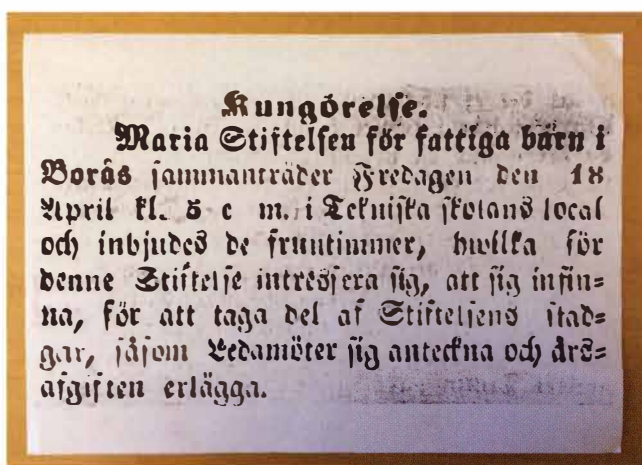 Kungörelse.
Maria Stiftelsen för fattiga barn i
Borås sammanträder Fredagen den 18
April kl. 5 e m. i Tekniska skolans local
och inbjudes de fruntimmer, hwilka för
denne Stiftelse intressera sig, att sig infin=
na, för att taga del af Stiftelsens stad=
gar, såsom Ledamöter sig anteckna och års=
afgiften erlägga.